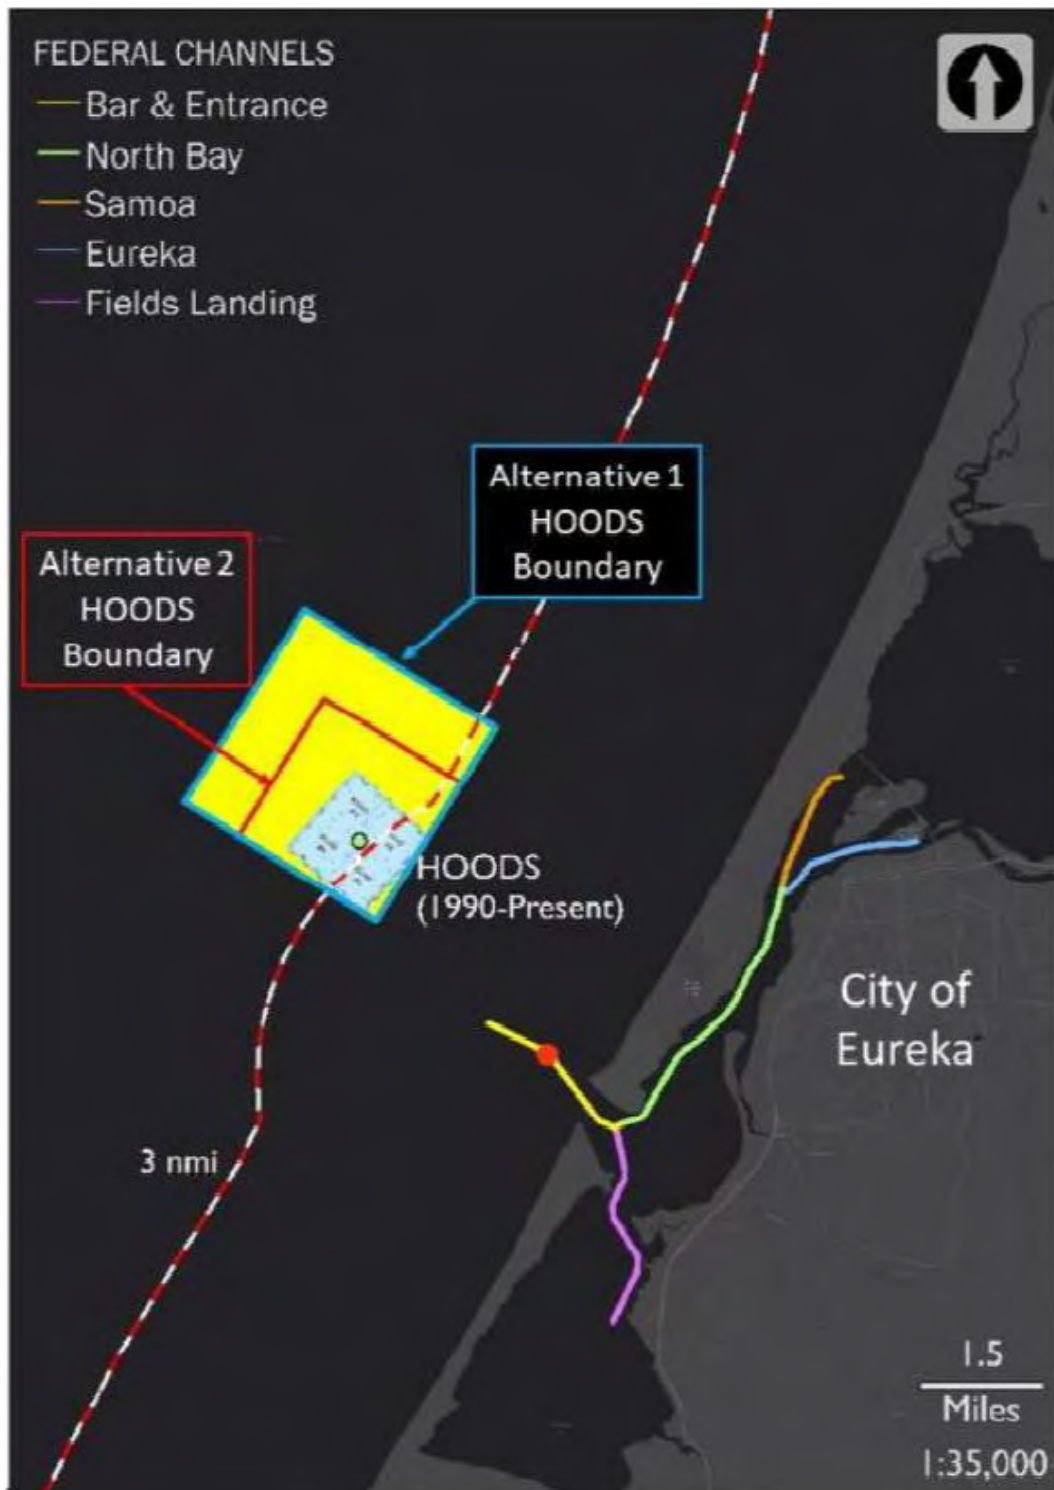 FEDERAL CHANNELS
Bar & Entrance
North Bay
Samoa
Eureka
Fields Landing
Alternative 1
HOODS
Boundary
Alternative 2
HOODS
Boundary
HOODS
(1990-Present)
City of
Eureka
3 nmi
1.5
Miles
1:35,000